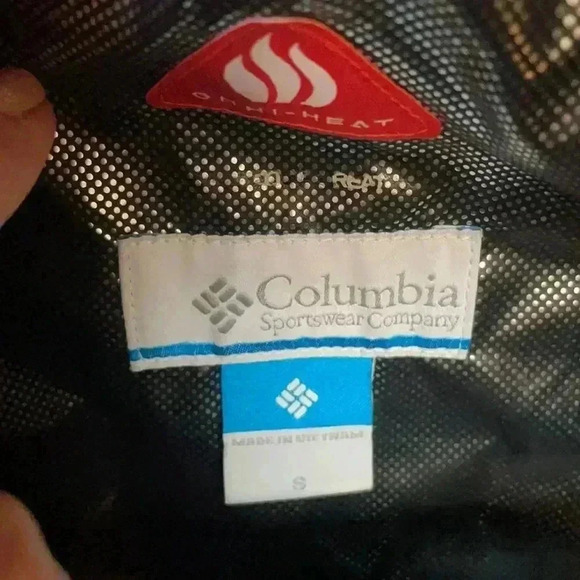 OMNI-HEAT
Columbia
Sportswear Company
MADE IN VIETNAM
S